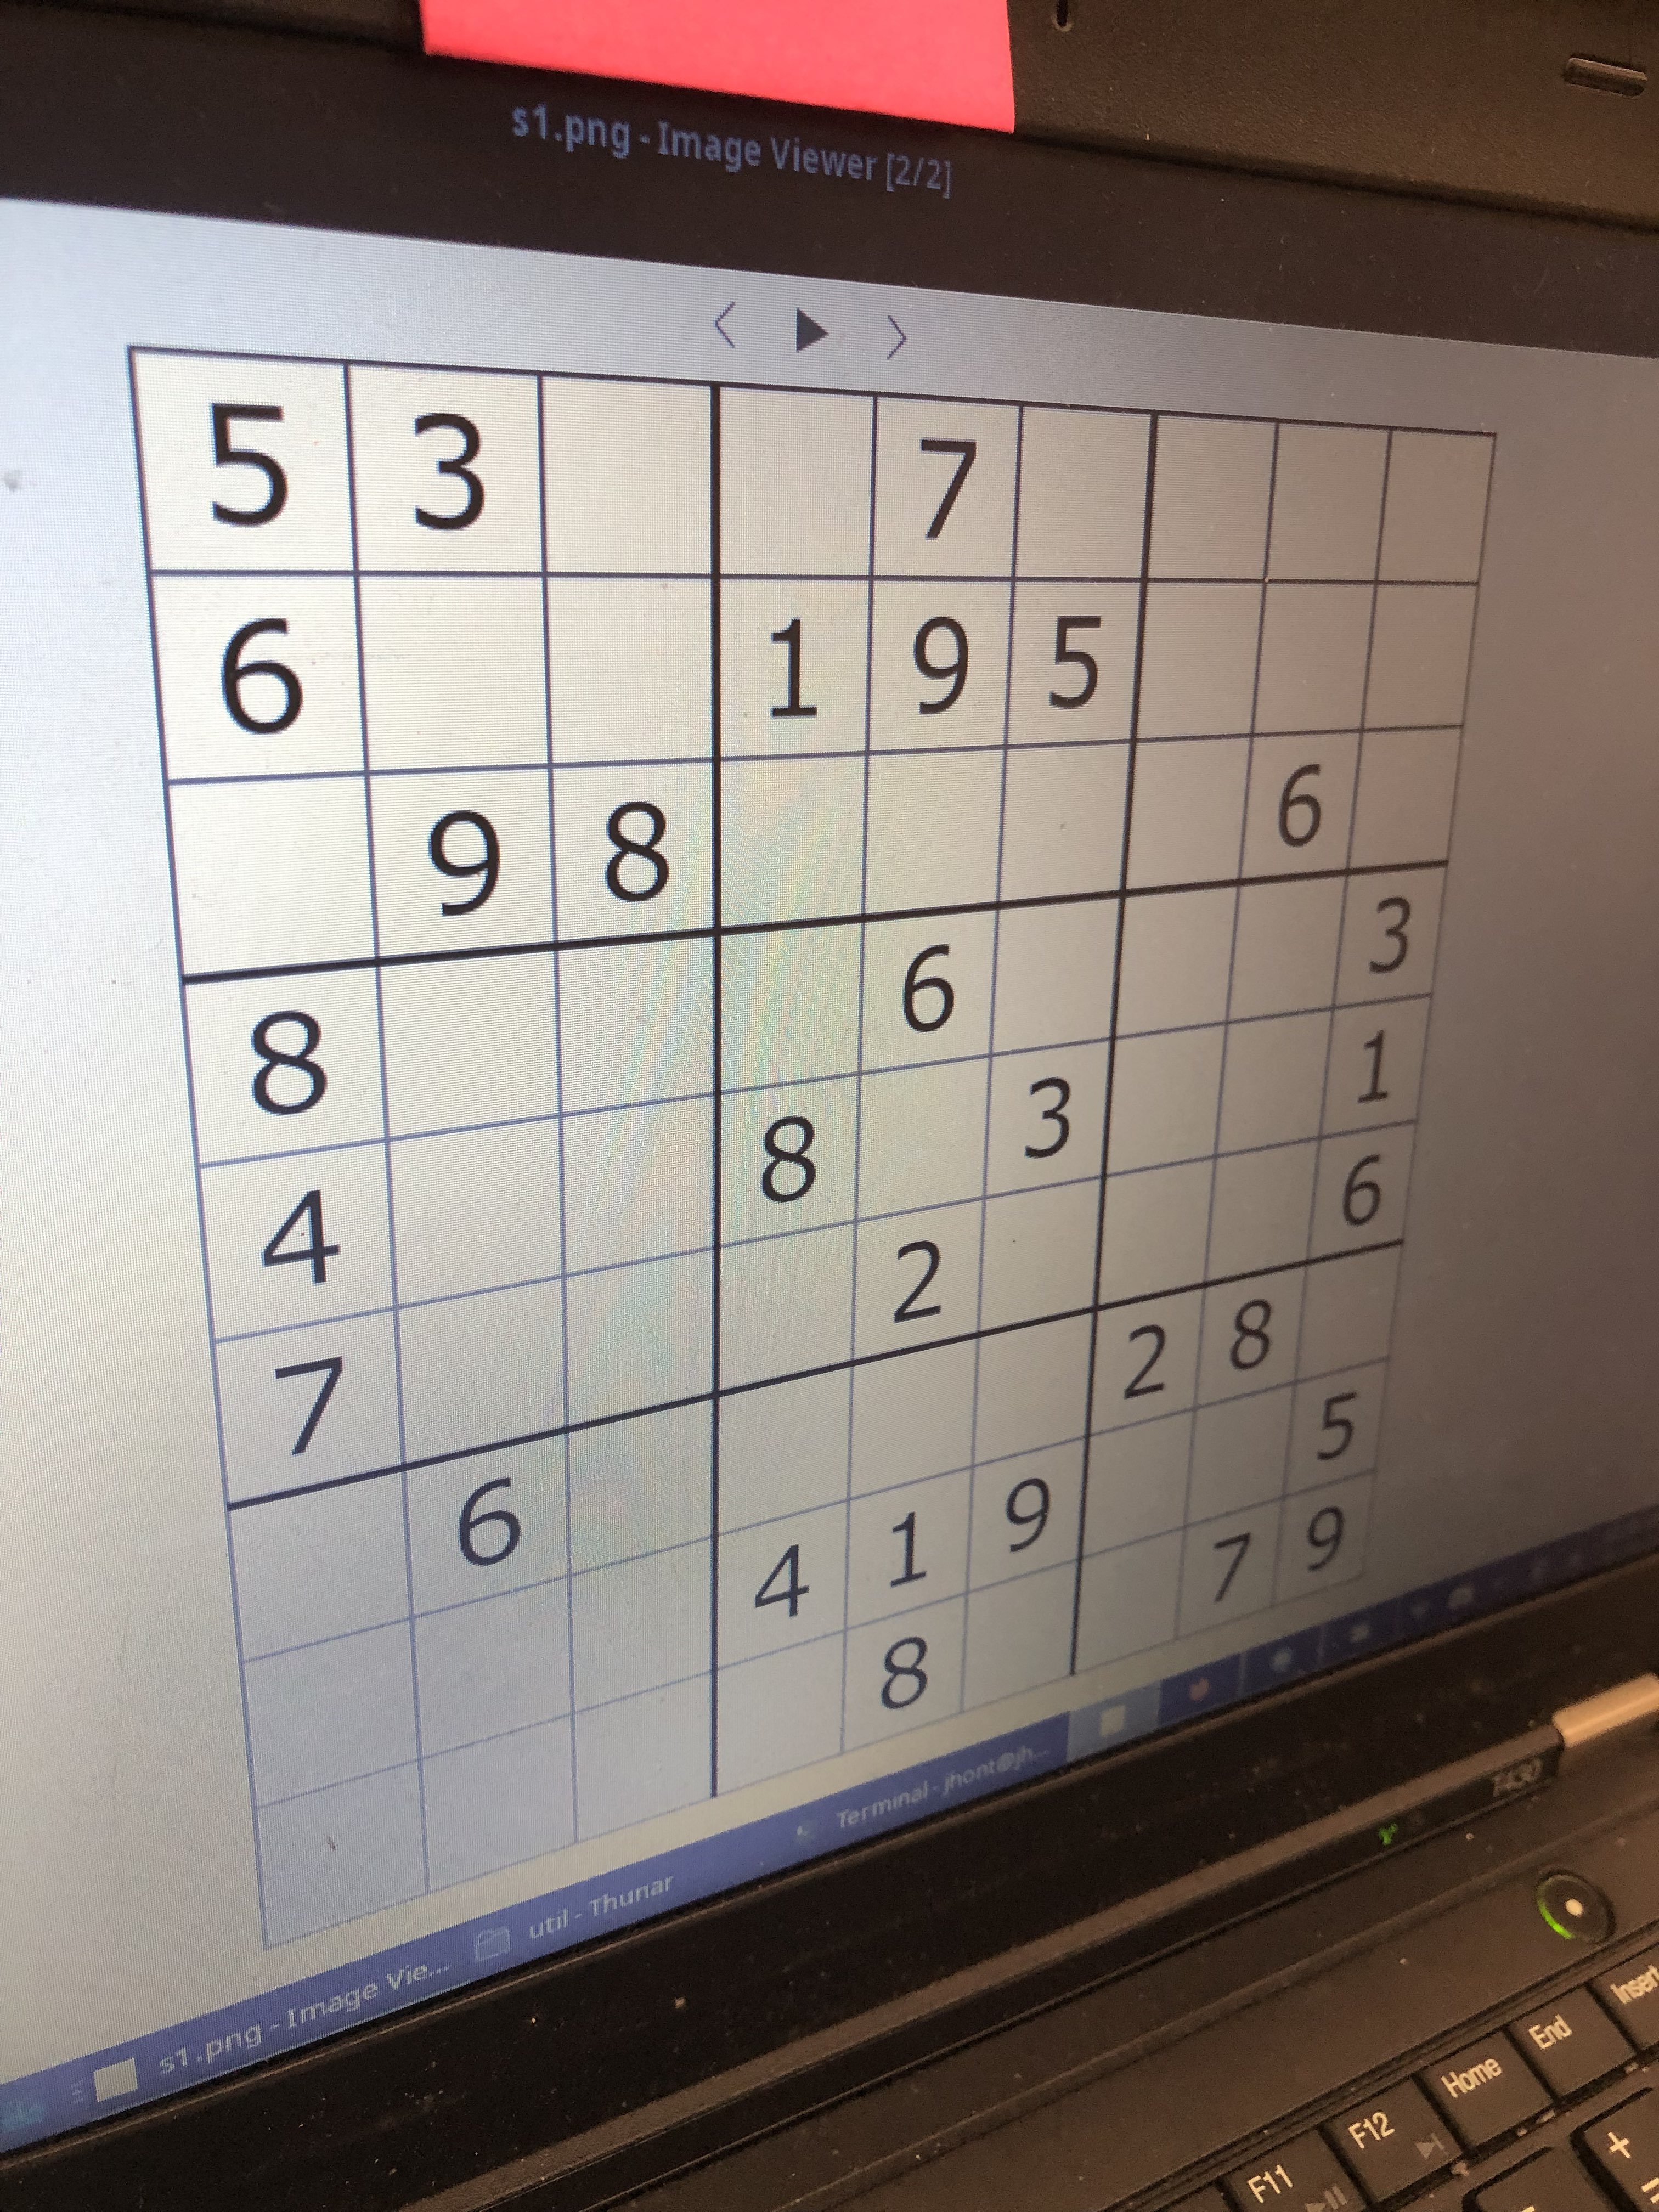 s1.png - Image Viewer [2/2]
5 3 7
6 1 9 5
9 8 6
8 6 3
4 8 3 1
7 2 6
6 2 8
4 1 9 5
8 7 9
s1.png - Image Vie... util - Thunar Terminal - jhont@jh...
T430
Insert
End
Home
F12
F11
+